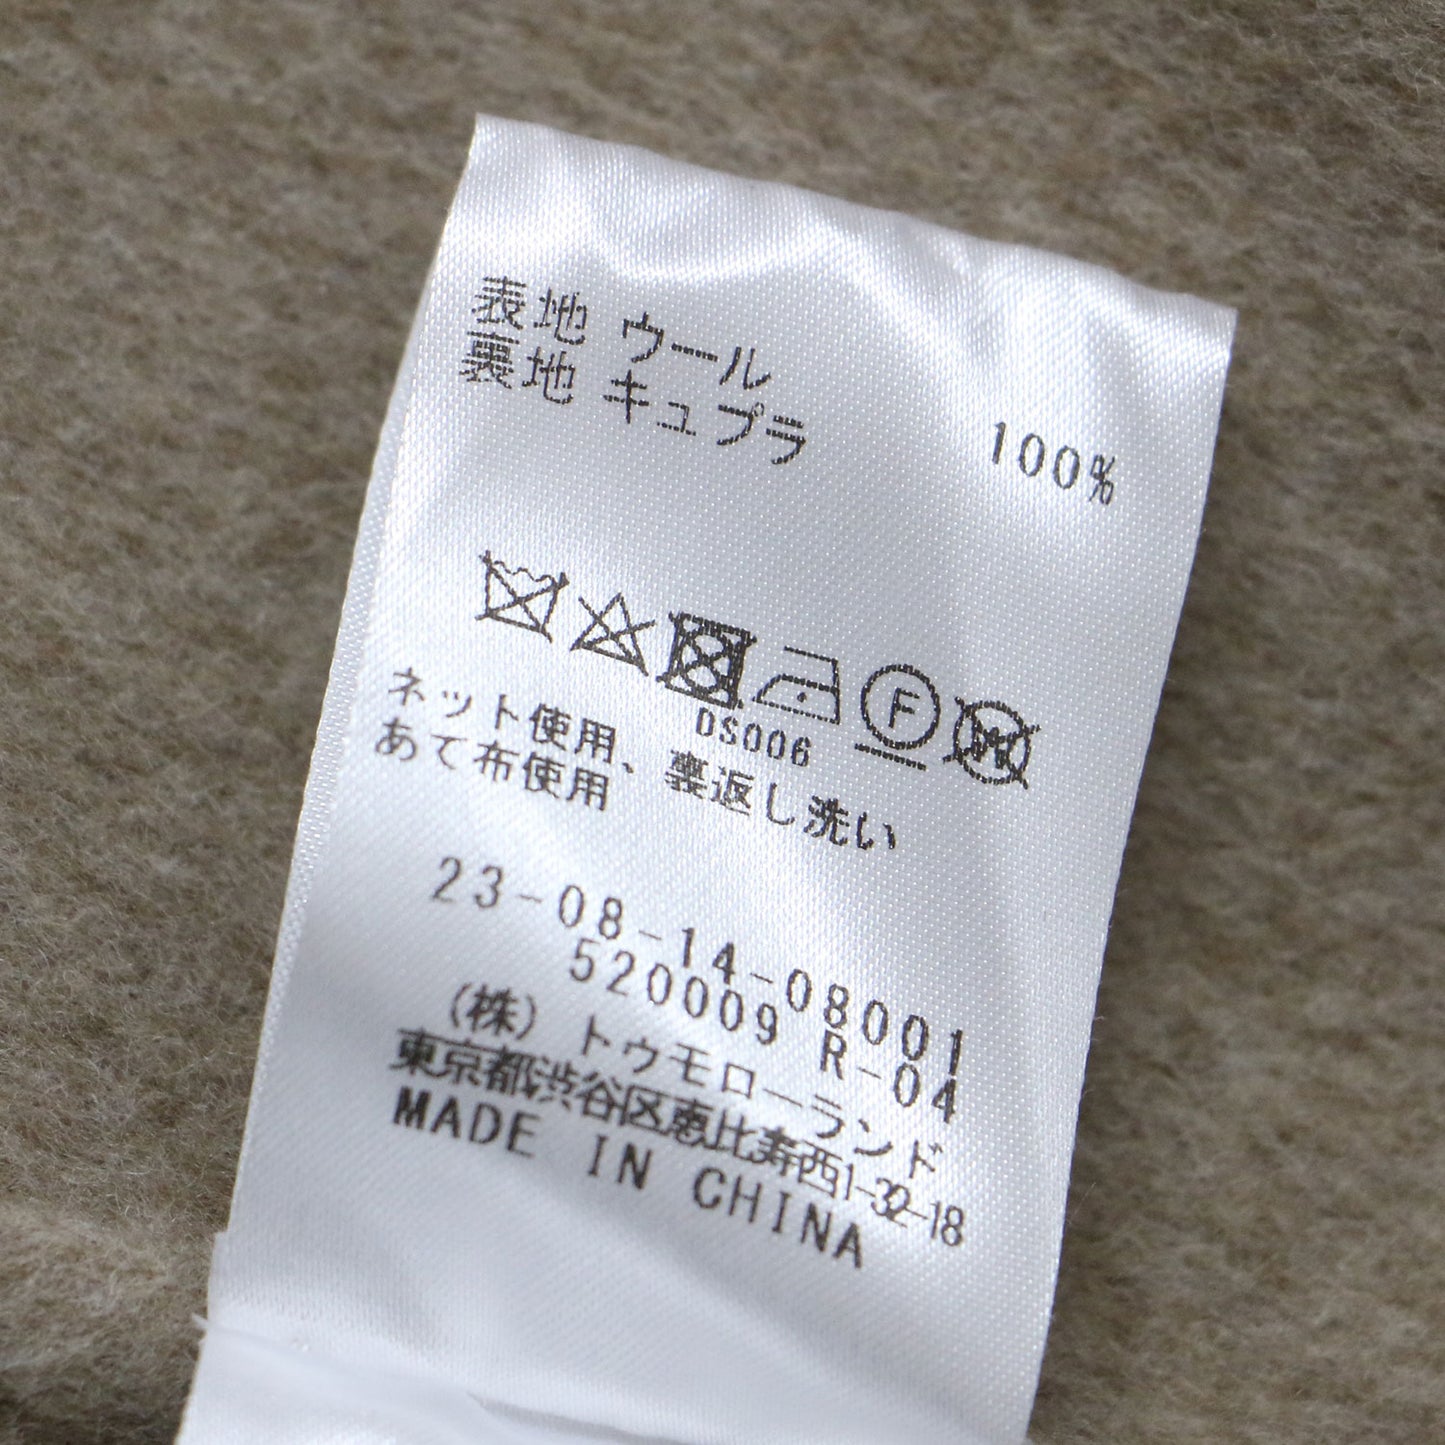 表地 ウール
裏地 キュプラ 100%
F
W
DS006
ネット使用、裏返し洗い
あて布使用
23-08-14-08001
520009 R-04
(株) トゥモローランド
東京都渋谷区恵比寿西1-32-18
MADE IN CHINA